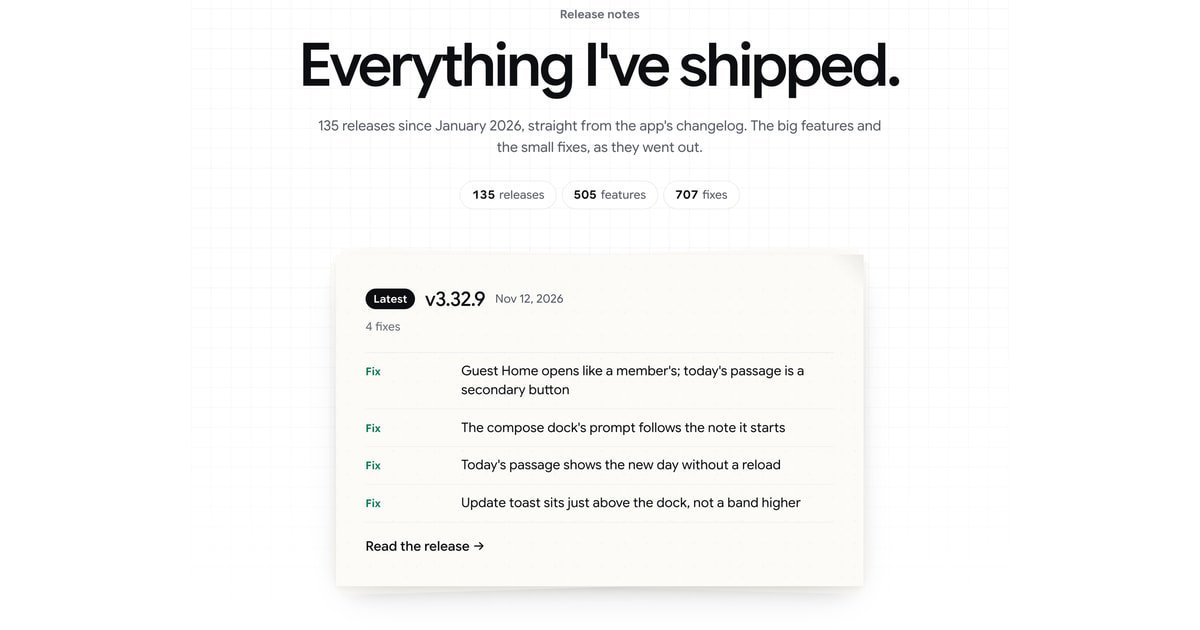 Release notes
Everything I've shipped.
135 releases since January 2026, straight from the app's changelog. The big features and
the small fixes, as they went out.
135 releases 505 features 707 fixes
Latest v3.32.9 Nov 12, 2026
4 fixes
Fix Guest Home opens like a member's; today's passage is a
secondary button
Fix The compose dock's prompt follows the note it starts
Fix Today's passage shows the new day without a reload
Fix Update toast sits just above the dock, not a band higher
Read the release →